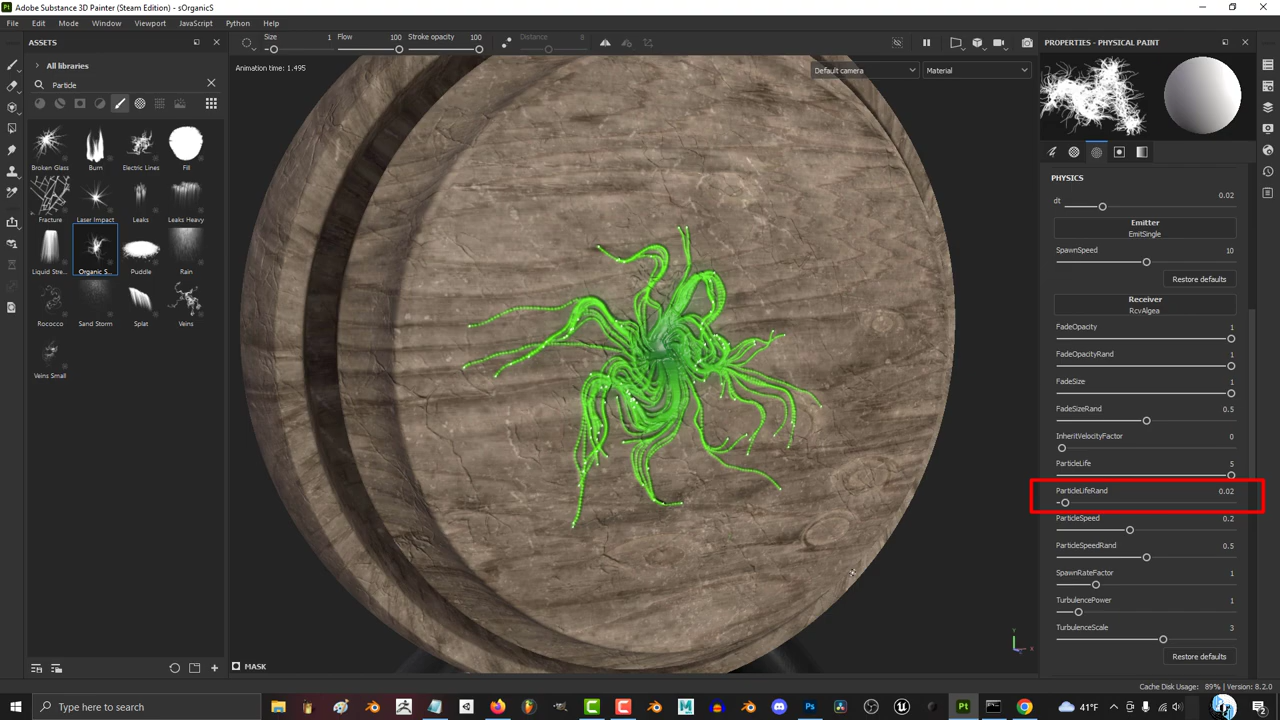 Pt Adobe Substance 3D Painter (Steam Edition) - sOrganicS
File Edit Mode Window Viewport JavaScript Python Help
ASSETS
All libraries
Particle
Broken Glass Burn Electric Lines Fill
Fracture Laser Impact Leaks Leaks Heavy
Liquid Stre... Organic S... Puddle Rain
Rococco Sand Storm Splat Veins
Veins Small
Size 1 Flow 100 Stroke opacity 100 Distance 8
Animation time: 1.495
Default camera Material
MASK
Y
X
PROPERTIES - PHYSICAL PAINT
PHYSICS
dt 0.02
Emitter
EmitSingle
SpawnSpeed 10
Restore defaults
Receiver
RcvAlgea
FadeOpacity 1
FadeOpacityRand 1
FadeSize 1
FadeSizeRand 0.5
InheritVelocityFactor 0
ParticleLife 5
ParticleLifeRand 0.02
ParticleSpeed 0.2
ParticleSpeedRand 0.5
SpawnRateFactor 1
TurbulencePower 1
TurbulenceScale 3
Restore defaults
Cache Disk Usage: 89% | Version: 8.2.0
Type here to search
Ps
Pt
41°F